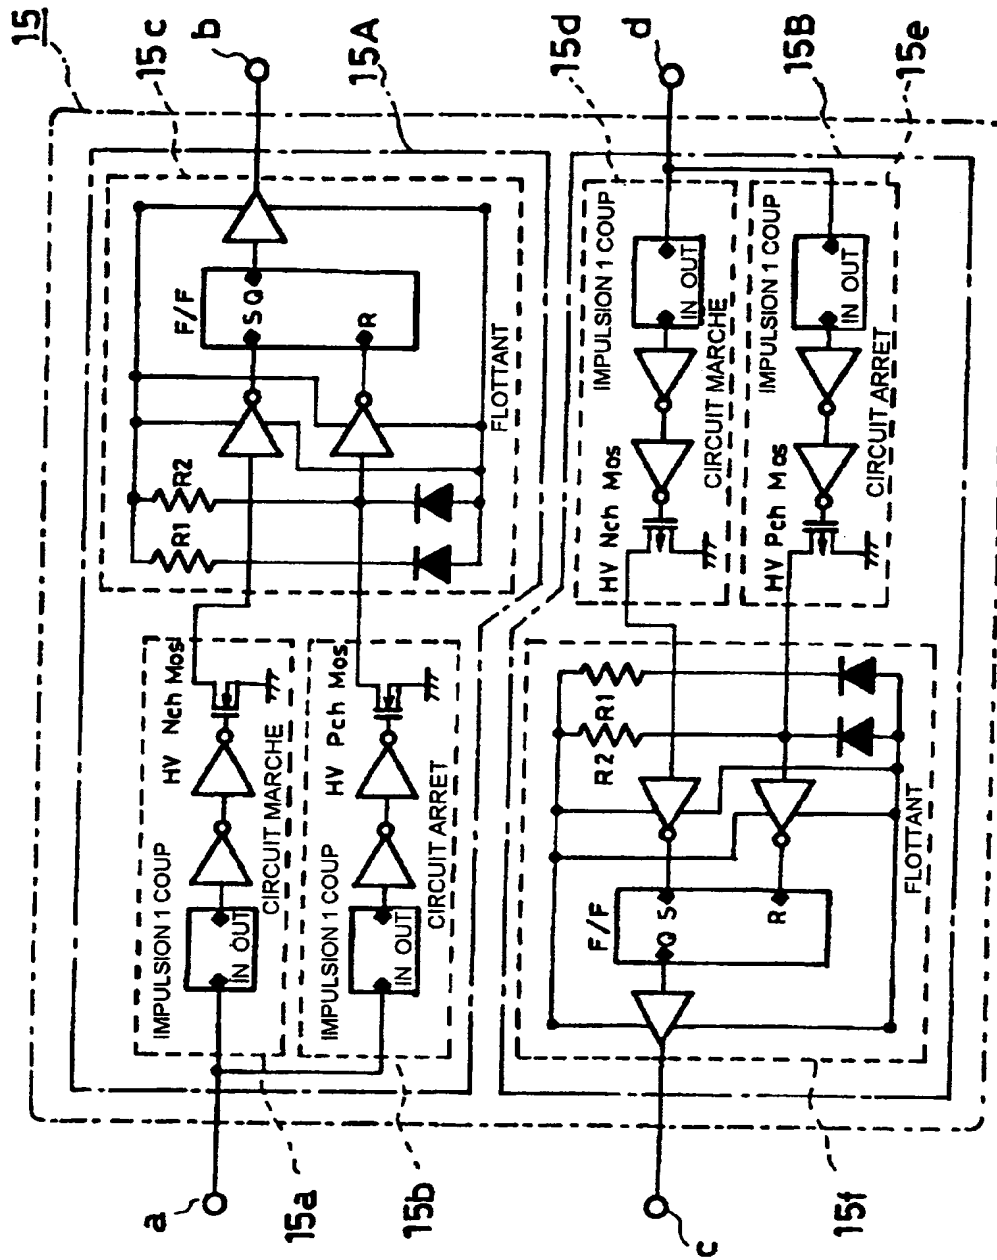 15
15c
b
15A
a
15a
15b
IMPULSION 1 COUP
IN OUT
HV Nch Mos
CIRCUIT MARCHE
IMPULSION 1 COUP
IN OUT
HV Pch Mos
CIRCUIT ARRET
R1
R2
F/F
S Q
R
FLOTTANT
15d
d
15B
15e
c
15f
F/F
Q S
R
R2
R1
FLOTTANT
HV Nch Mos
IMPULSION 1 COUP
IN OUT
CIRCUIT MARCHE
HV Pch Mos
IMPULSION 1 COUP
IN OUT
CIRCUIT ARRET